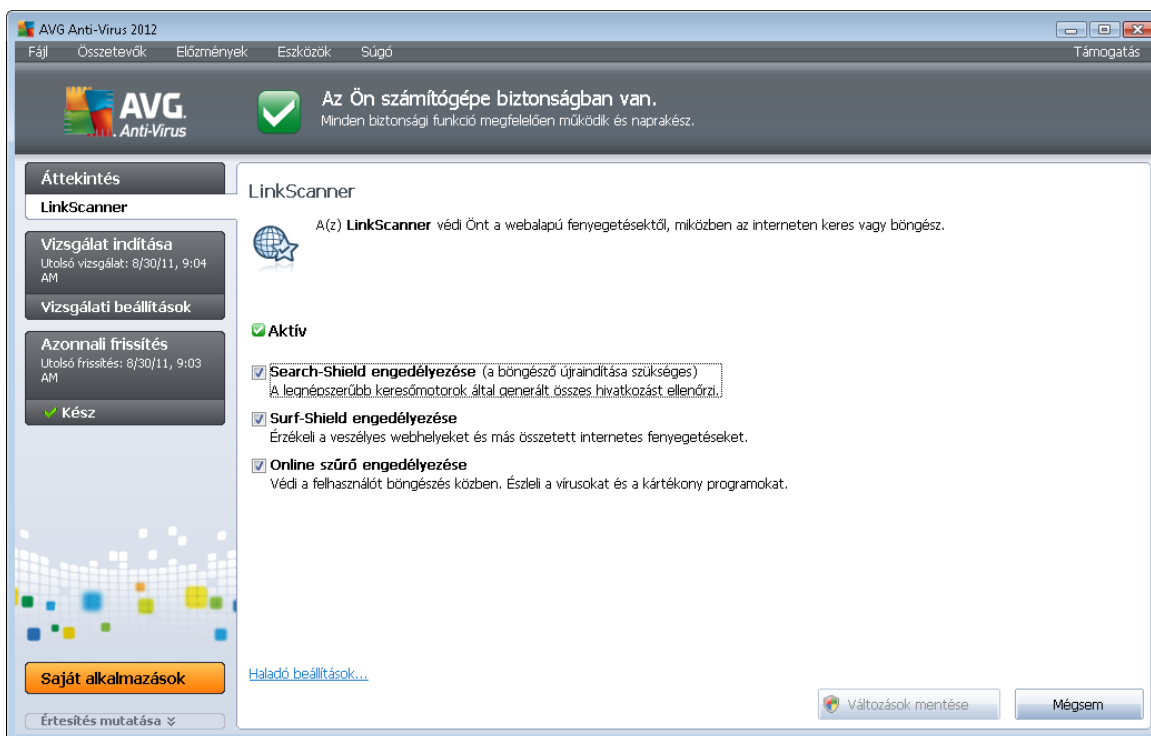 AVG Anti-Virus 2012
Fájl Összetevők Előzmények Eszközök Súgó Támogatás
AVG.
Anti-Virus
Az Ön számítógépe biztonságban van.
Minden biztonsági funkció megfelelően működik és naprakész.
Áttekintés
LinkScanner
Vizsgálat indítása
Utolsó vizsgálat: 8/30/11, 9:04
AM
Vizsgálati beállítások
Azonnali frissítés
Utolsó frissítés: 8/30/11, 9:03
AM
Kész
Saját alkalmazások
Értesítés mutatása
LinkScanner
A(z) LinkScanner védi Önt a webalapú fenyegetésektől, miközben az interneten keres vagy böngész.
Aktív
Search-Shield engedélyezése (a böngésző újraindítása szükséges)
A legnépszerűbb keresőmotorok által generált összes hivatkozást ellenőrzi.
Surf-Shield engedélyezése
Érzékeli a veszélyes webhelyeket és más összetett internetes fenyegetéseket.
Online szűrő engedélyezése
Védi a felhasználót böngészés közben. Észleli a vírusokat és a kártékony programokat.
Haladó beállítások...
Változások mentése
Mégsem